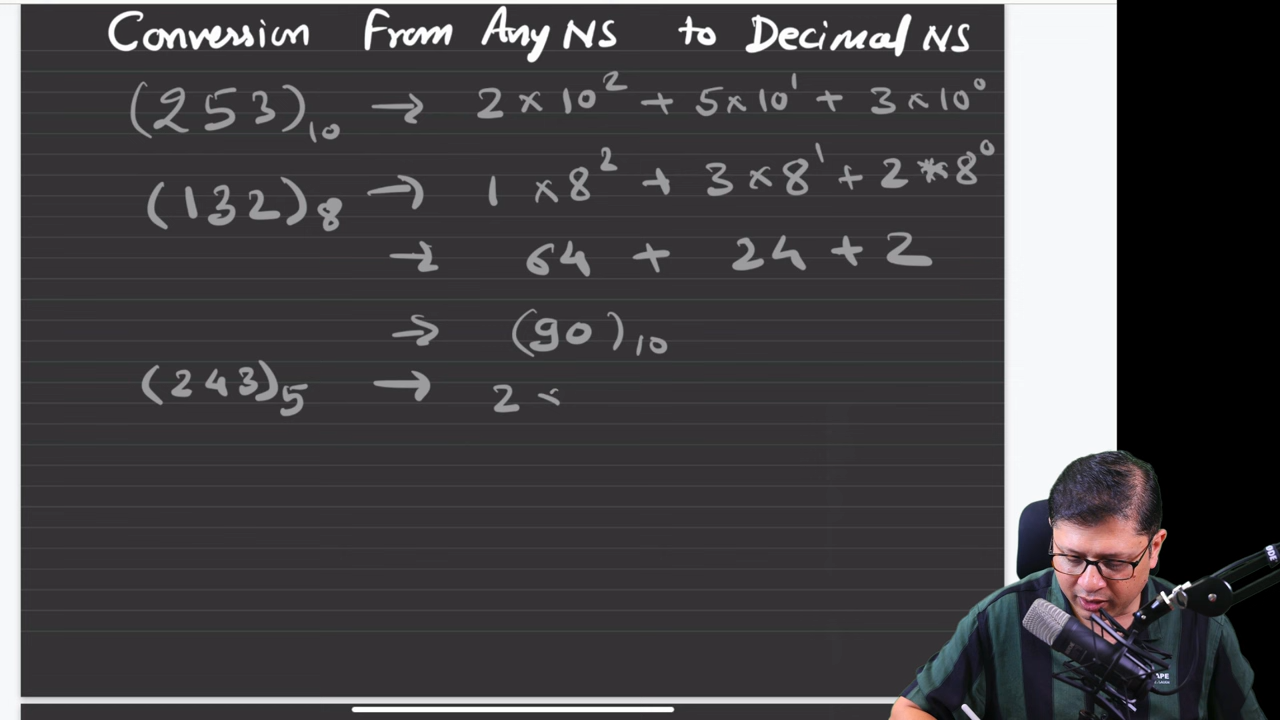 Conversion From Any NS to Decimal NS
(253)₁₀ → 2 × 10² + 5 × 10¹ + 3 × 10⁰
(132)₈ → 1 × 8² + 3 × 8¹ + 2 * 8⁰
→ 64 + 24 + 2
→ (90)₁₀
(243)₅ → 2